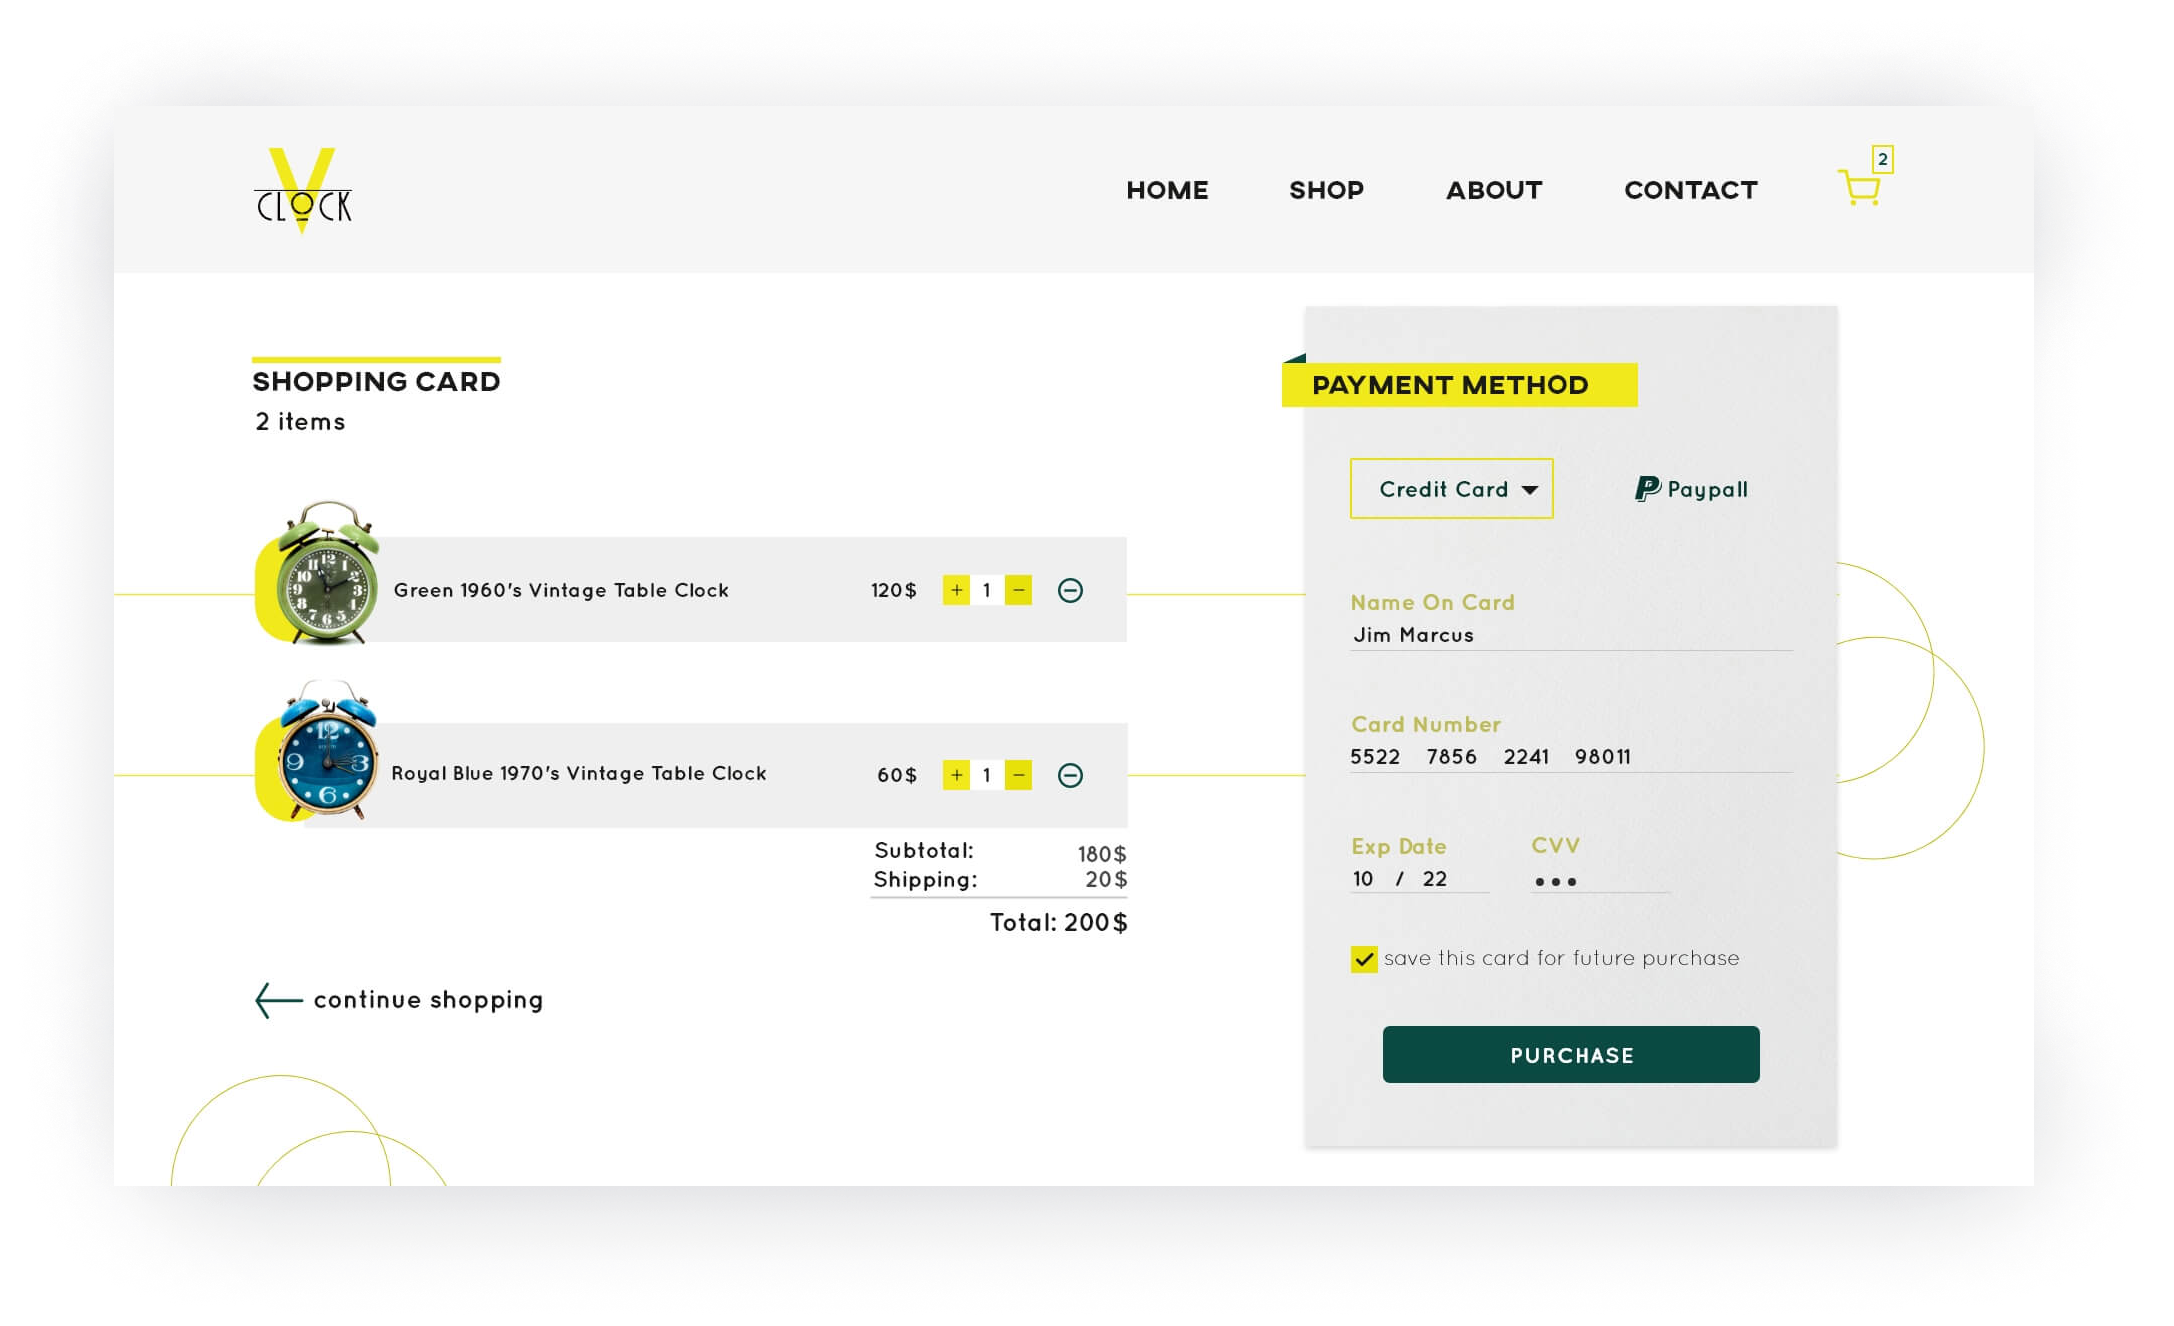 V
CLOCK
HOME SHOP ABOUT CONTACT
2
SHOPPING CARD
2 items
Green 1960's Vintage Table Clock 120$ + 1 −
Royal Blue 1970's Vintage Table Clock 60$ + 1 −
Subtotal: 180$
Shipping: 20$
Total: 200$
continue shopping
PAYMENT METHOD
Credit Card Paypall
Name On Card
Jim Marcus
Card Number
5522 7856 2241 98011
Exp Date CVV
10 / 22 •••
save this card for future purchase
PURCHASE